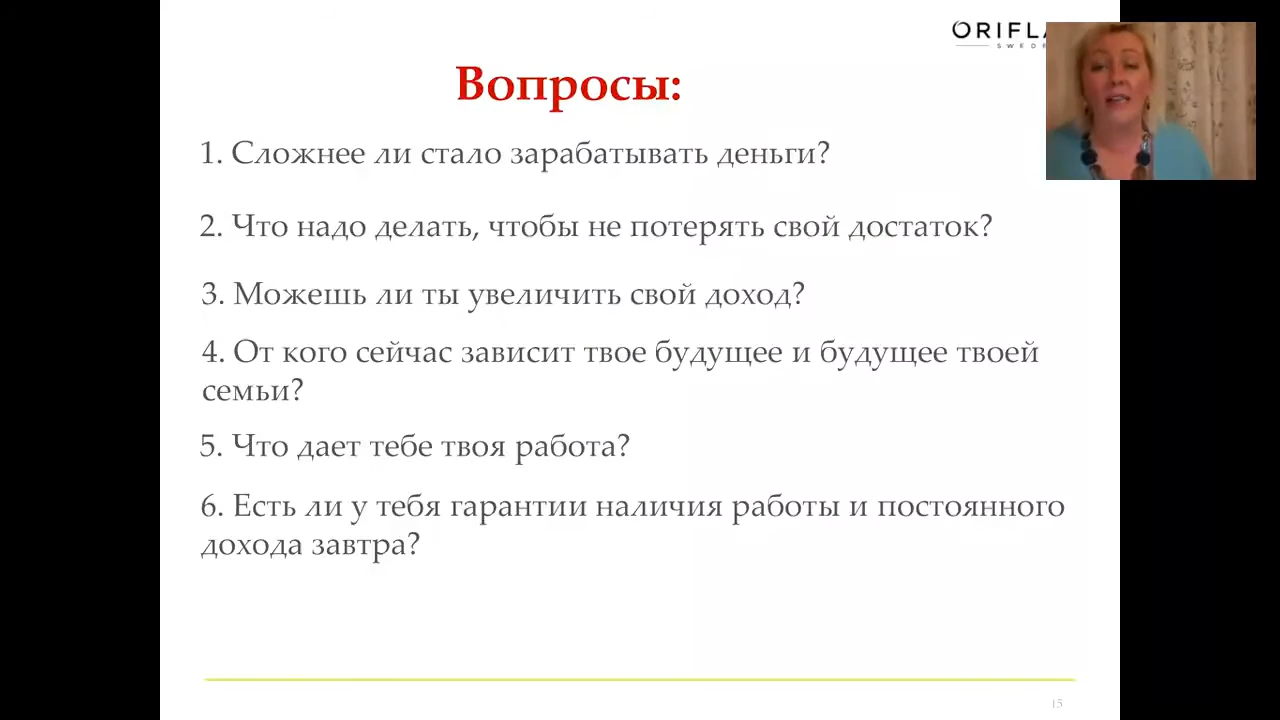 Вопросы:
1. Сложнее ли стало зарабатывать деньги?
2. Что надо делать, чтобы не потерять свой достаток?
3. Можешь ли ты увеличить свой доход?
4. От кого сейчас зависит твое будущее и будущее твоей
семьи?
5. Что дает тебе твоя работа?
6. Есть ли у тебя гарантии наличия работы и постоянного
дохода завтра?
15